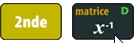 2nde
matrice D
x⁻¹